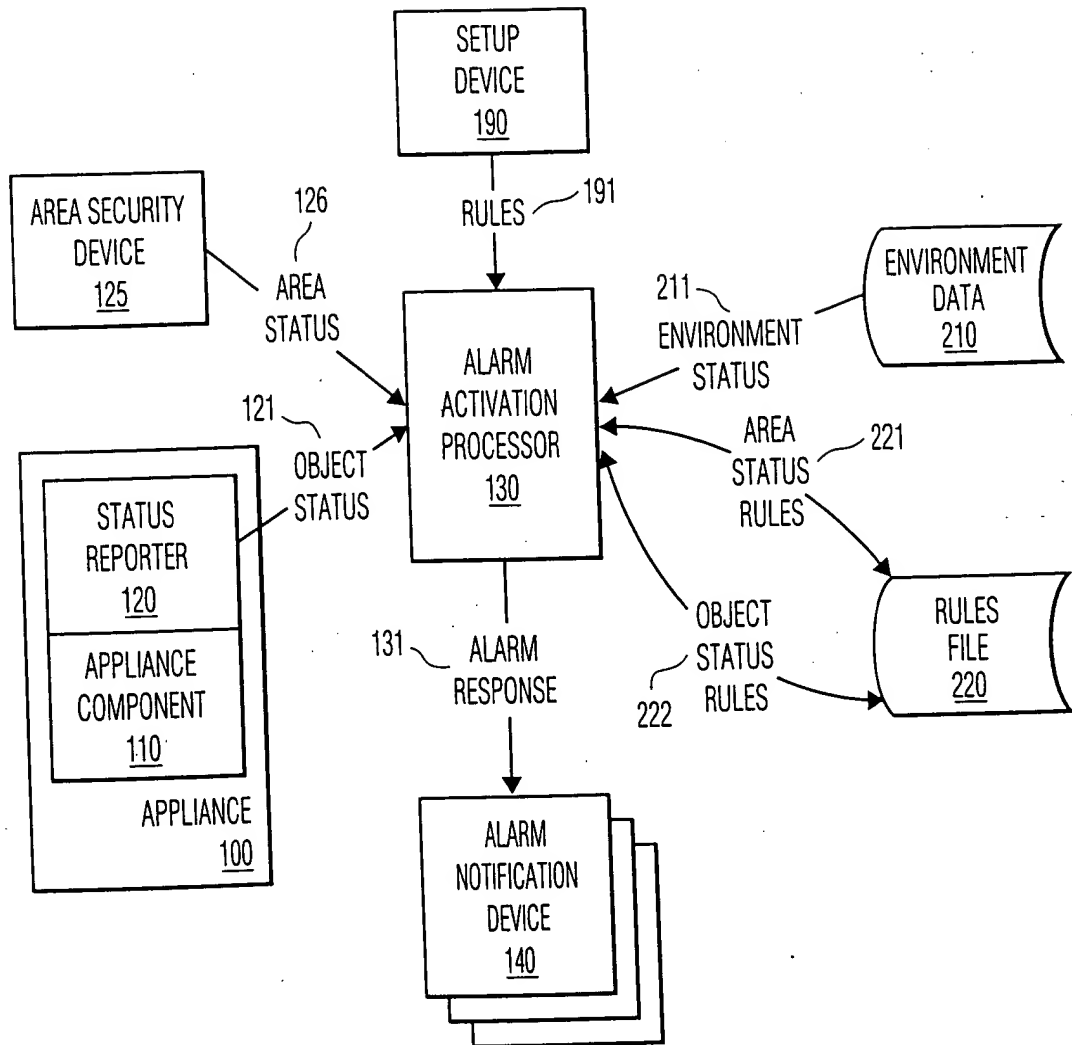 SETUP
DEVICE
190
RULES
191
AREA SECURITY
DEVICE
125
126
AREA
STATUS
ENVIRONMENT
DATA
210
211
ENVIRONMENT
STATUS
ALARM
ACTIVATION
PROCESSOR
130
121
OBJECT
STATUS
AREA
STATUS
RULES
221
STATUS
REPORTER
120
APPLIANCE
COMPONENT
110
APPLIANCE
100
131
ALARM
RESPONSE
OBJECT
STATUS
RULES
222
RULES
FILE
220
ALARM
NOTIFICATION
DEVICE
140